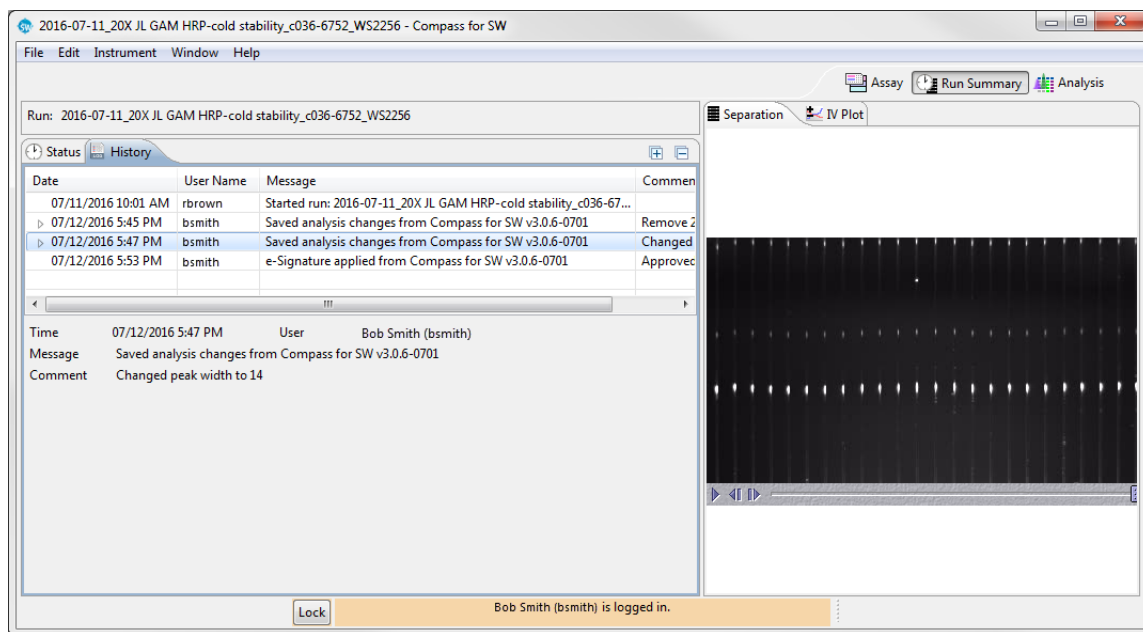 2016-07-11_20X JL GAM HRP-cold stability_c036-6752_WS2256 - Compass for SW
File Edit Instrument Window Help
Assay Run Summary Analysis
Run: 2016-07-11_20X JL GAM HRP-cold stability_c036-6752_WS2256
Separation IV Plot
Status History
Date User Name Message Commen
07/11/2016 10:01 AM rbrown Started run: 2016-07-11_20X JL GAM HRP-cold stability_c036-67...
07/12/2016 5:45 PM bsmith Saved analysis changes from Compass for SW v3.0.6-0701 Remove 2
07/12/2016 5:47 PM bsmith Saved analysis changes from Compass for SW v3.0.6-0701 Changed
07/12/2016 5:53 PM bsmith e-Signature applied from Compass for SW v3.0.6-0701 Approved
Time 07/12/2016 5:47 PM User Bob Smith (bsmith)
Message Saved analysis changes from Compass for SW v3.0.6-0701
Comment Changed peak width to 14
Lock Bob Smith (bsmith) is logged in.